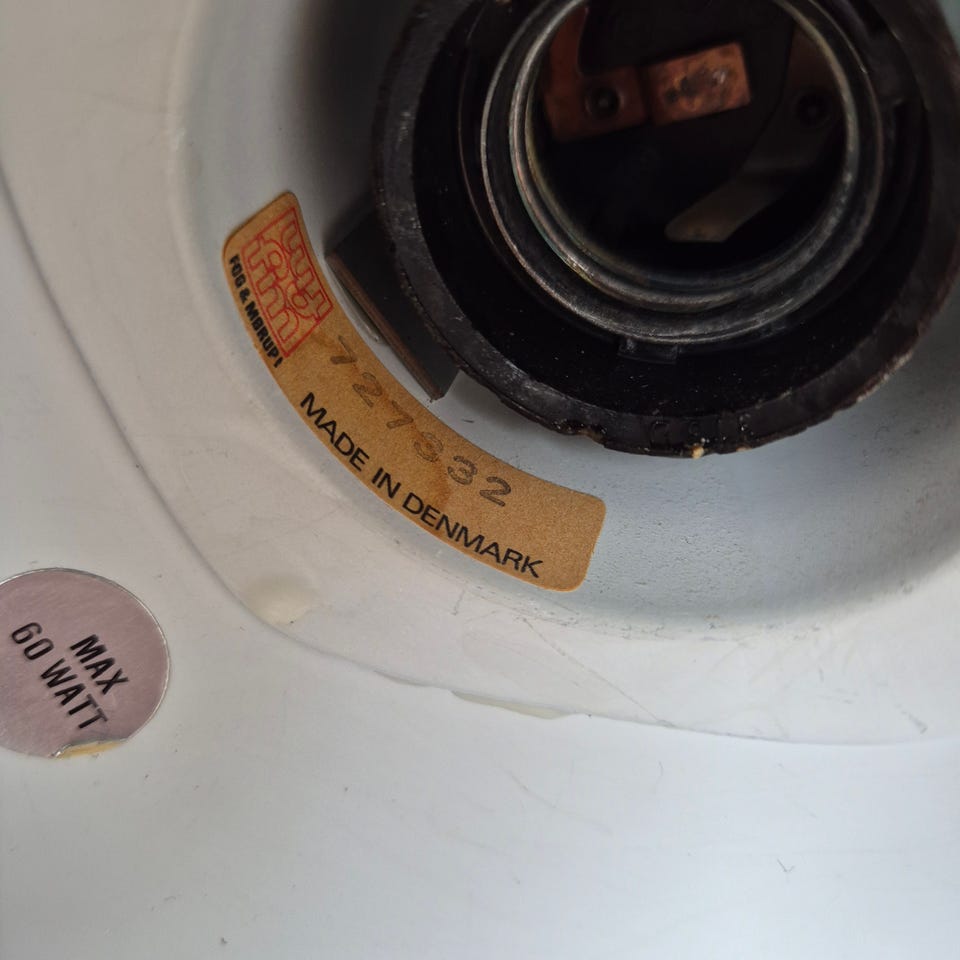 FOG & MØRUP
727332
MADE IN DENMARK
MAX
60 WATT